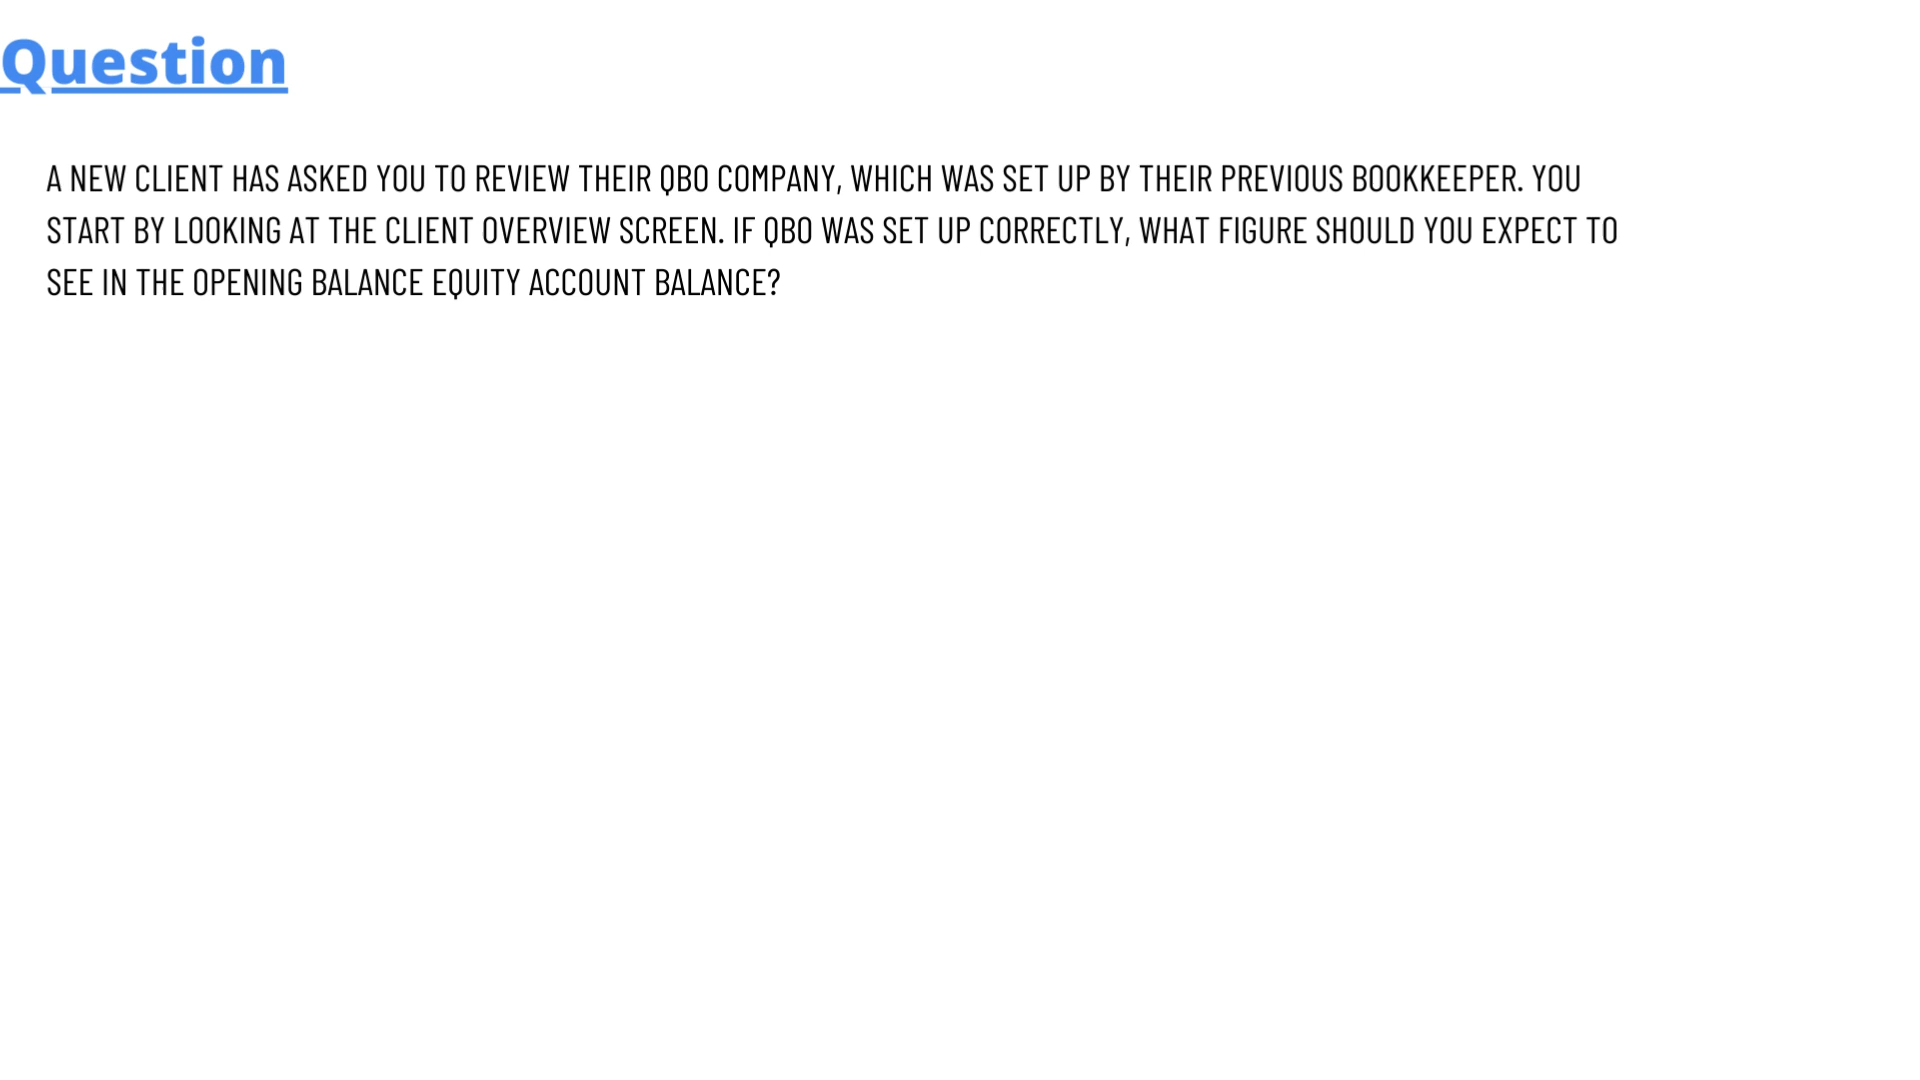 Question
A NEW CLIENT HAS ASKED YOU TO REVIEW THEIR QBO COMPANY, WHICH WAS SET UP BY THEIR PREVIOUS BOOKKEEPER. YOU
START BY LOOKING AT THE CLIENT OVERVIEW SCREEN. IF QBO WAS SET UP CORRECTLY, WHAT FIGURE SHOULD YOU EXPECT TO
SEE IN THE OPENING BALANCE EQUITY ACCOUNT BALANCE?